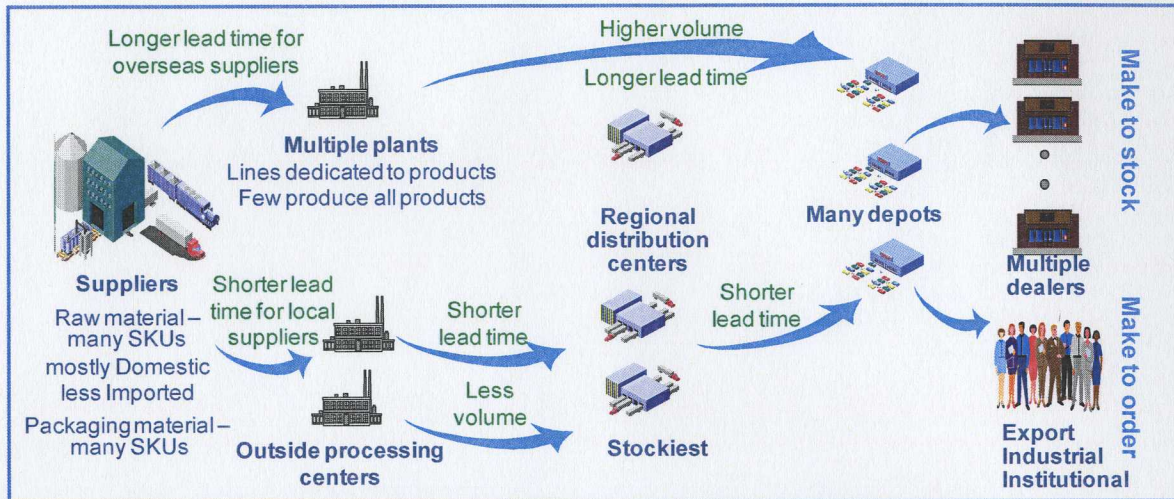 Longer lead time for
overseas suppliers
Higher volume
Longer lead time
Multiple plants
Lines dedicated to products
Few produce all products
Regional
distribution
centers
Many depots
Multiple
dealers
Make to stock
Suppliers
Raw material –
many SKUs
mostly Domestic
less Imported
Packaging material –
many SKUs
Shorter lead
time for local
suppliers
Shorter
lead time
Less
volume
Outside processing
centers
Stockiest
Shorter
lead time
Export
Industrial
Institutional
Make to order